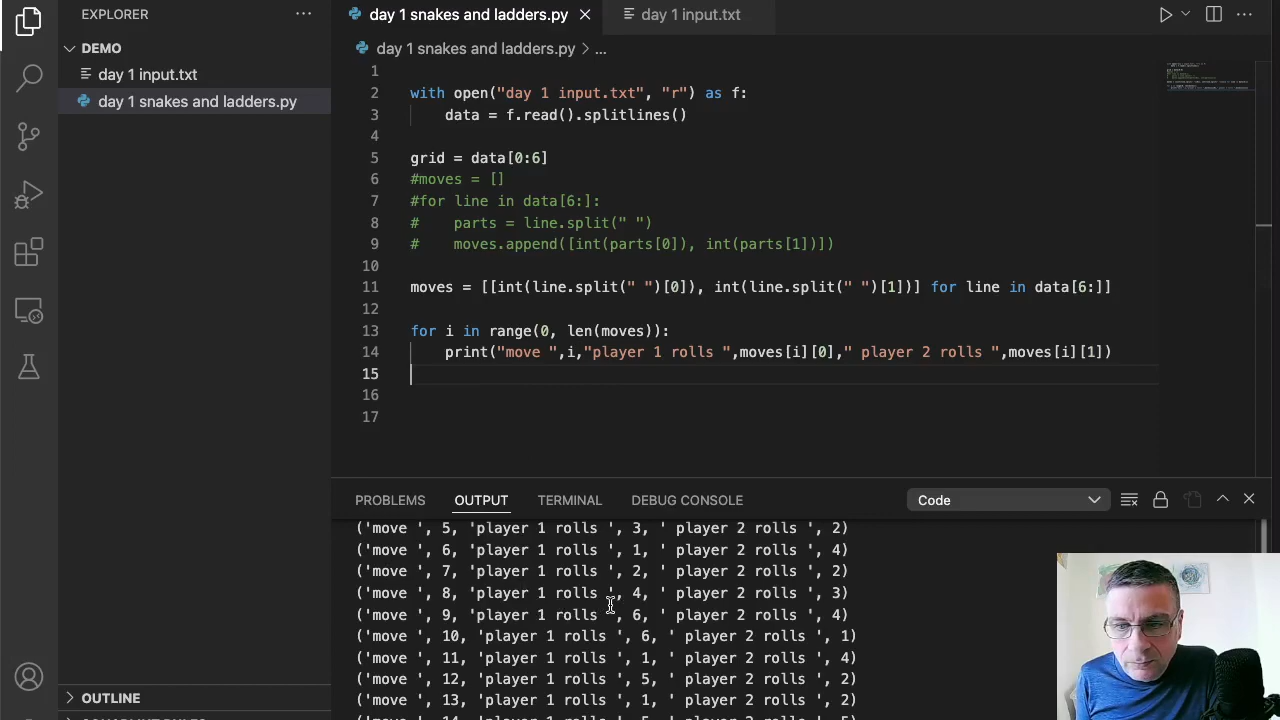 EXPLORER
DEMO
day 1 input.txt
day 1 snakes and ladders.py
OUTLINE
day 1 snakes and ladders.py
day 1 input.txt
day 1 snakes and ladders.py > ...
1
2 with open("day 1 input.txt", "r") as f:
3 data = f.read().splitlines()
4
5 grid = data[0:6]
6 #moves = []
7 #for line in data[6:]:
8 # parts = line.split(" ")
9 # moves.append([int(parts[0]), int(parts[1])])
10
11 moves = [[int(line.split(" ")[0]), int(line.split(" ")[1])] for line in data[6:]]
12
13 for i in range(0, len(moves)):
14 print("move ",i,"player 1 rolls ",moves[i][0]," player 2 rolls ",moves[i][1])
15
16
17
PROBLEMS OUTPUT TERMINAL DEBUG CONSOLE Code
('move ', 5, 'player 1 rolls ', 3, ' player 2 rolls ', 2)
('move ', 6, 'player 1 rolls ', 1, ' player 2 rolls ', 4)
('move ', 7, 'player 1 rolls ', 2, ' player 2 rolls ', 2)
('move ', 8, 'player 1 rolls ', 4, ' player 2 rolls ', 3)
('move ', 9, 'player 1 rolls ', 6, ' player 2 rolls ', 4)
('move ', 10, 'player 1 rolls ', 6, ' player 2 rolls ', 1)
('move ', 11, 'player 1 rolls ', 1, ' player 2 rolls ', 4)
('move ', 12, 'player 1 rolls ', 5, ' player 2 rolls ', 2)
('move ', 13, 'player 1 rolls ', 1, ' player 2 rolls ', 2)